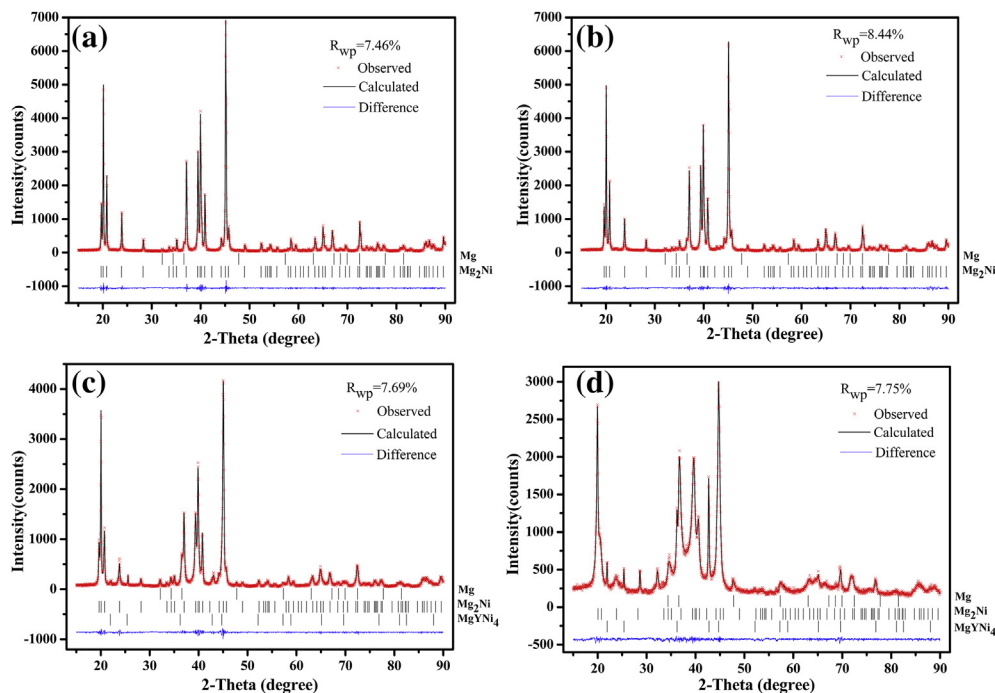 (a)
R_wp=7.46%
Observed
Calculated
Difference
Intensity(counts)
7000
6000
5000
4000
3000
2000
1000
0
-1000
Mg
Mg₂Ni
20 30 40 50 60 70 80 90
2-Theta (degree)
(b)
R_wp=8.44%
Observed
Calculated
Difference
Intensity(counts)
7000
6000
5000
4000
3000
2000
1000
0
-1000
Mg
Mg₂Ni
20 30 40 50 60 70 80 90
2-Theta (degree)
(c)
R_wp=7.69%
Observed
Calculated
Difference
Intensity(counts)
4000
3000
2000
1000
0
-1000
Mg
Mg₂Ni
MgYNi₄
20 30 40 50 60 70 80 90
2-Theta (degree)
(d)
R_wp=7.75%
Observed
Calculated
Difference
Intensity(counts)
3000
2500
2000
1500
1000
500
0
-500
Mg
Mg₂Ni
MgYNi₄
20 30 40 50 60 70 80 90
2-Theta (degree)